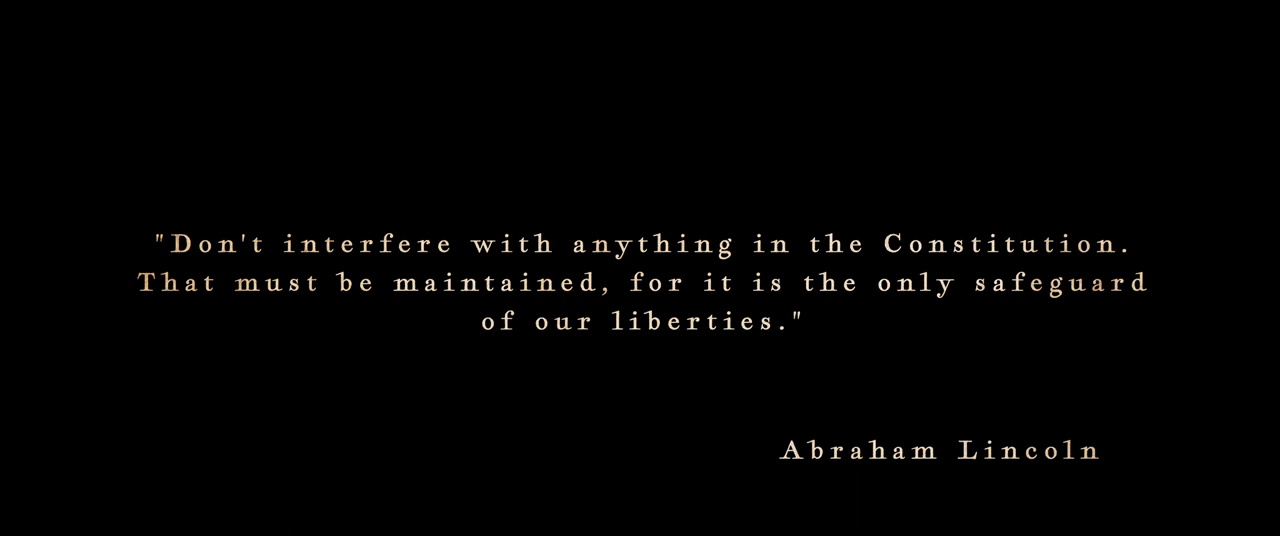 "Don't interfere with anything in the Constitution.
That must be maintained, for it is the only safeguard
of our liberties."
Abraham Lincoln